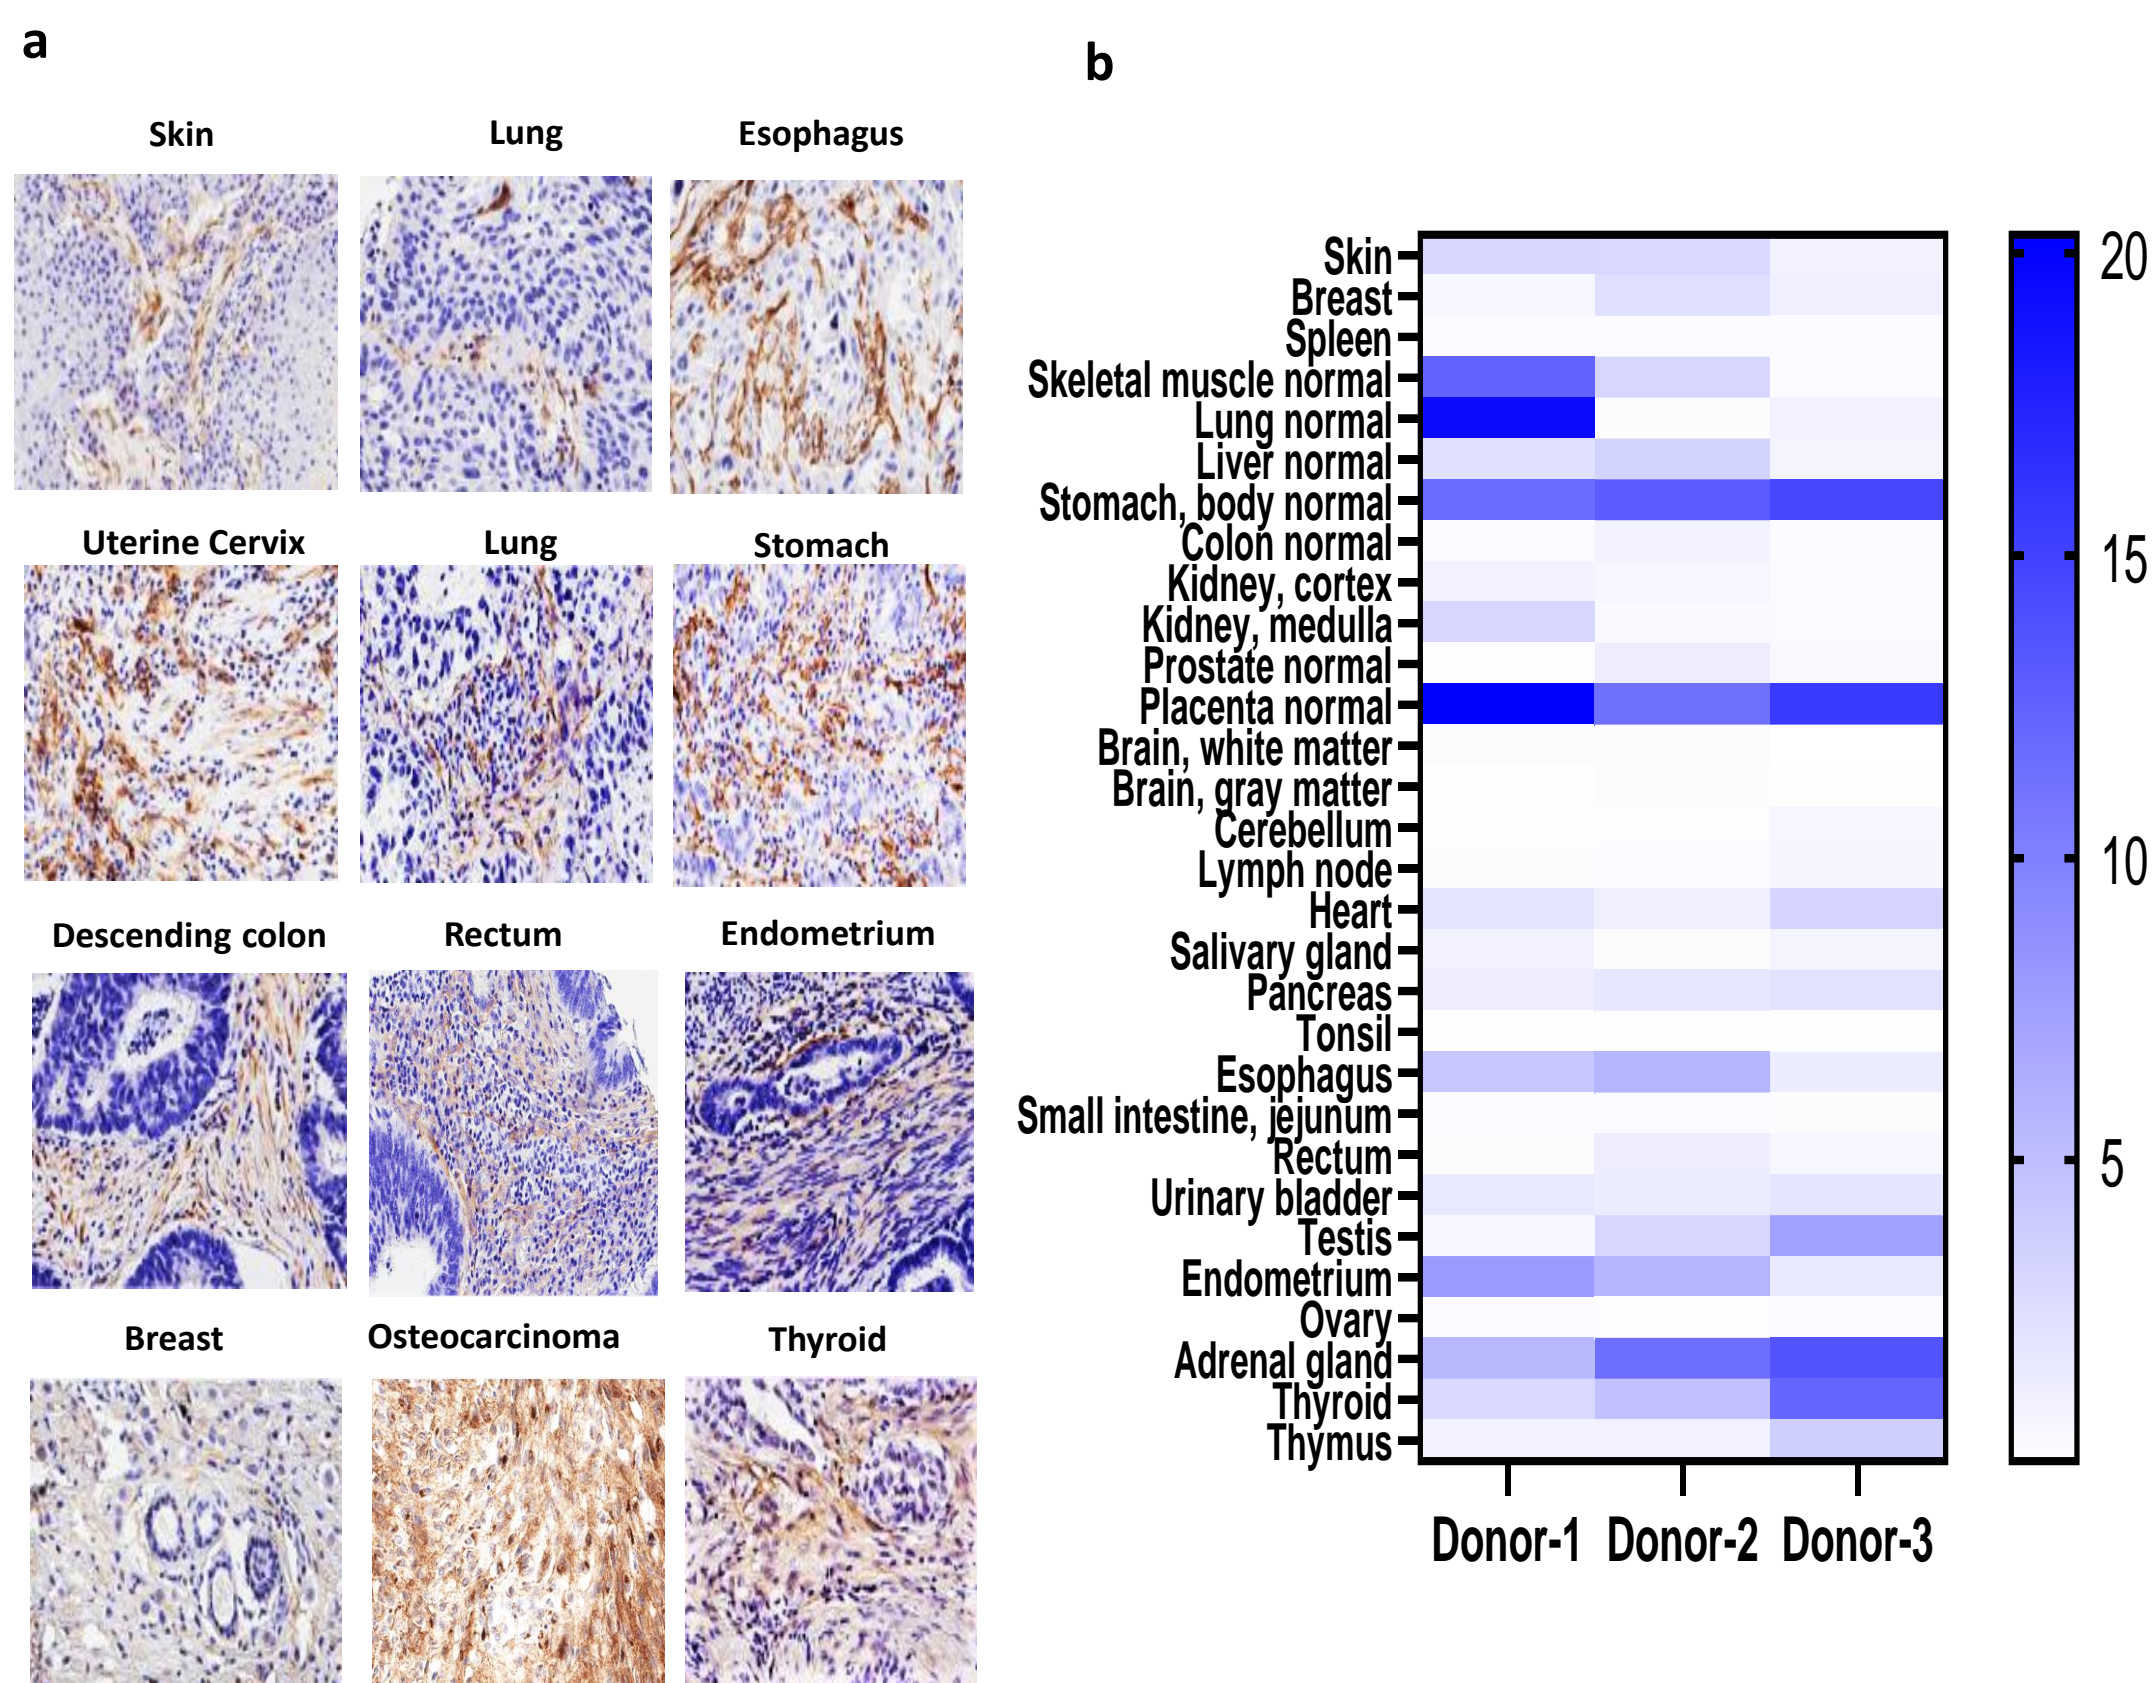 a
Skin
Lung
Esophagus
Uterine Cervix
Lung
Stomach
Descending colon
Rectum
Endometrium
Breast
Osteocarcinoma
Thyroid
b
Skin
Breast
Spleen
Skeletal muscle normal
Lung normal
Liver normal
Stomach, body normal
Colon normal
Kidney, cortex
Kidney, medulla
Prostate normal
Placenta normal
Brain, white matter
Brain, gray matter
Cerebellum
Lymph node
Heart
Salivary gland
Pancreas
Tonsil
Esophagus
Small intestine, jejunum
Rectum
Urinary bladder
Testis
Endometrium
Ovary
Adrenal gland
Thyroid
Thymus
Donor-1 Donor-2 Donor-3
20
15
10
5